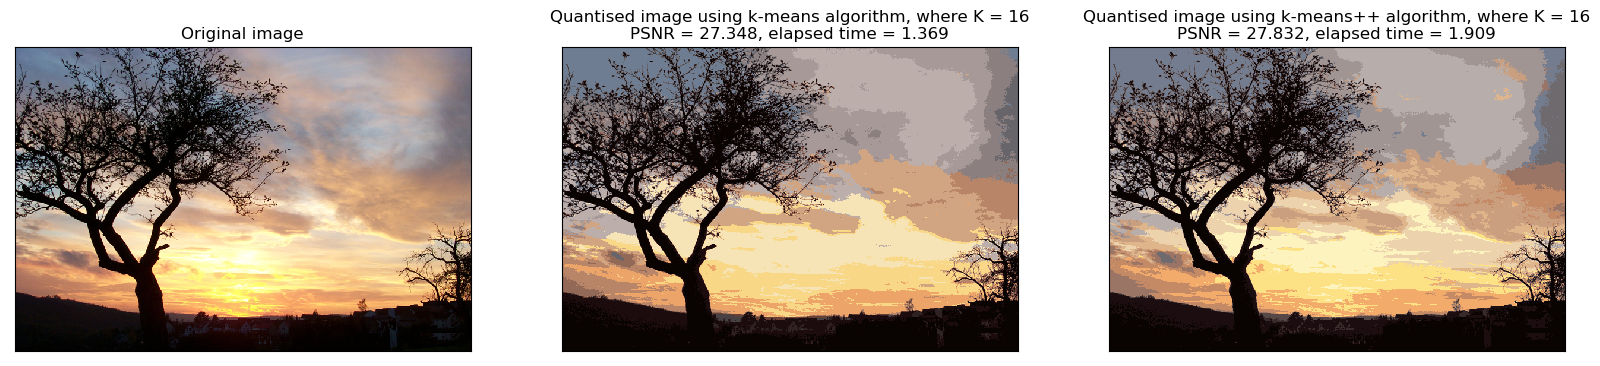 Original image
Quantised image using k-means algorithm, where K = 16
PSNR = 27.348, elapsed time = 1.369
Quantised image using k-means++ algorithm, where K = 16
PSNR = 27.832, elapsed time = 1.909